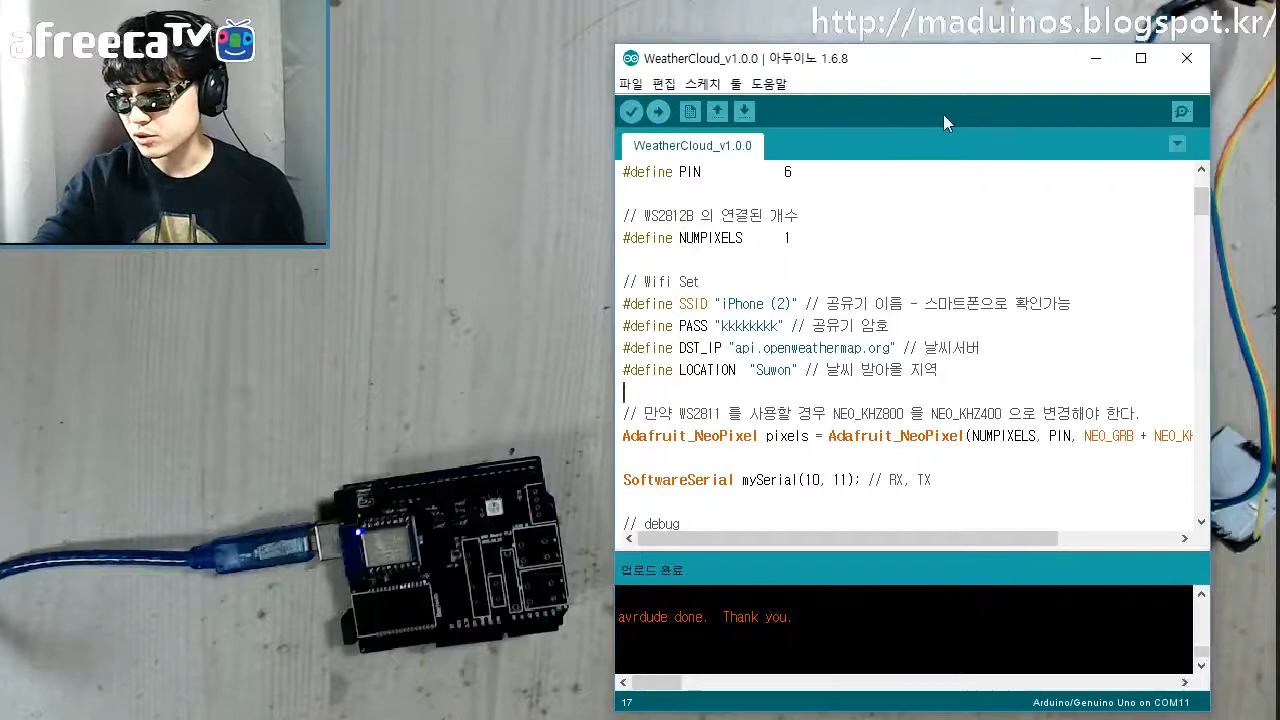 afreecaTV
http://maduinos.blogspot.kr/
WeatherCloud_v1.0.0 | 아두이노 1.6.8
파일 편집 스케치 툴 도움말
WeatherCloud_v1.0.0
#define PIN 6
// WS2812B 의 연결된 개수
#define NUMPIXELS 1
// Wifi Set
#define SSID "iPhone (2)" // 공유기 이름 - 스마트폰으로 확인가능
#define PASS "kkkkkkkk" // 공유기 암호
#define DST_IP "api.openweathermap.org" // 날씨서버
#define LOCATION "Suwon" // 날씨 받아올 지역
// 만약 WS2811 를 사용할 경우 NEO_KHZ800 을 NEO_KHZ400 으로 변경해야 한다.
Adafruit_NeoPixel pixels = Adafruit_NeoPixel(NUMPIXELS, PIN, NEO_GRB + NEO_KH
SoftwareSerial mySerial(10, 11); // RX, TX
// debug
업로드 완료.
avrdude done. Thank you.
17
Arduino/Genuino Uno on COM11